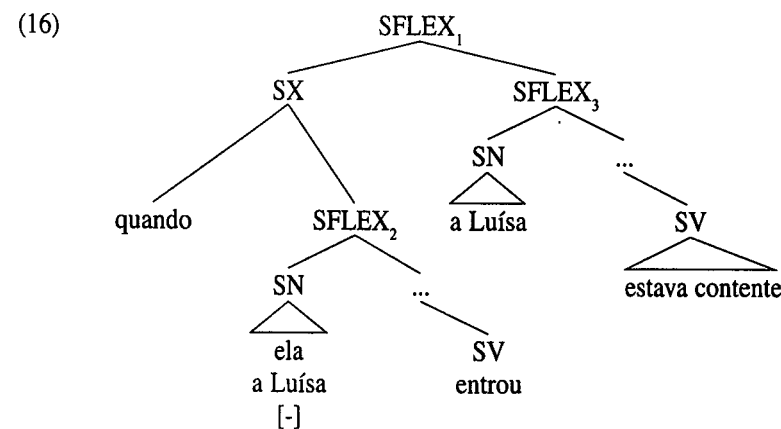 (16) SFLEX₁
SX SFLEX₃
SN ...
quando SFLEX₂ a Luísa SV
SN ... estava contente
ela SV
a Luísa entrou
[-]